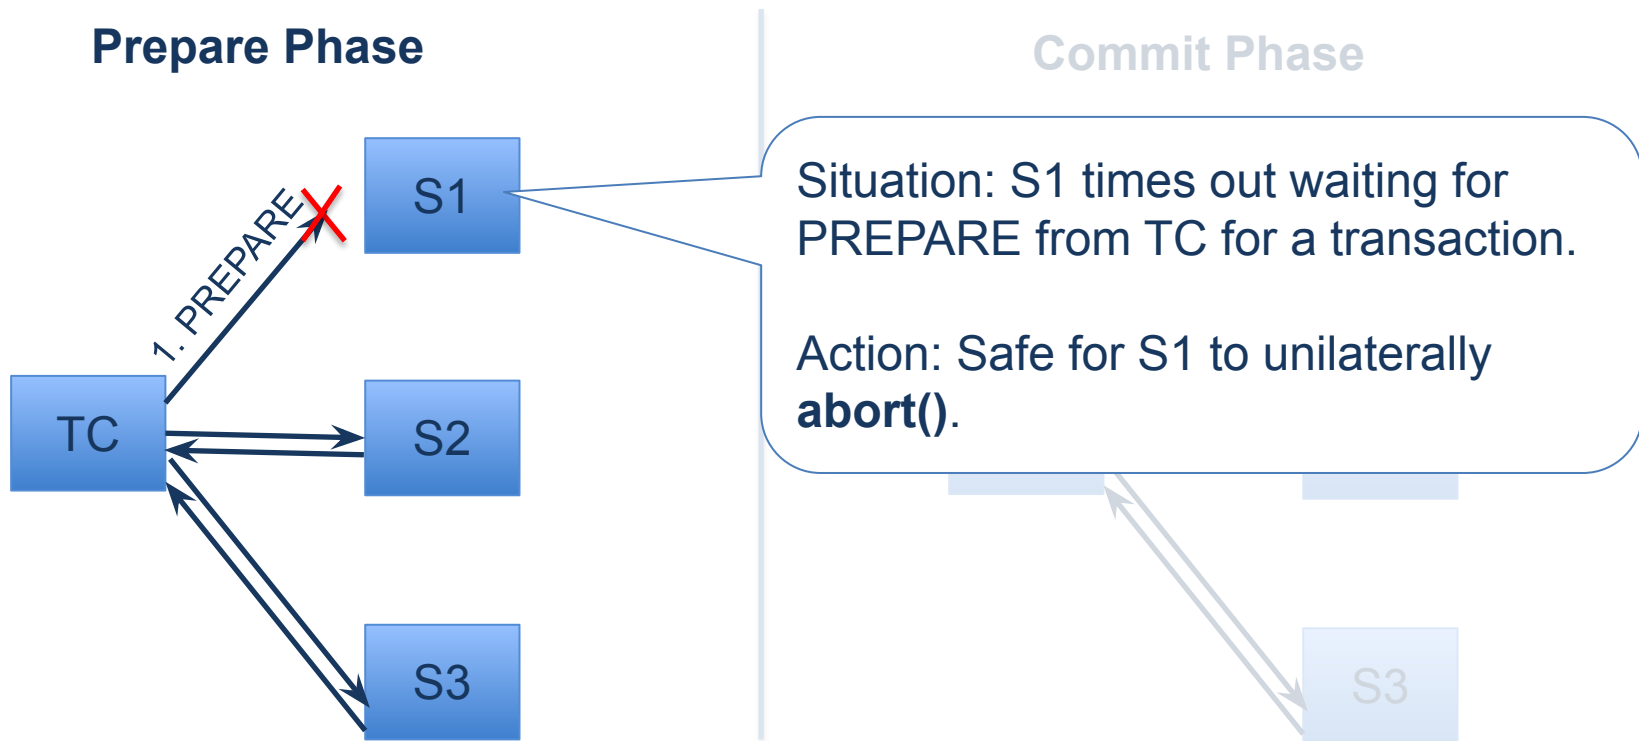 Prepare Phase
Commit Phase
S1
Situation: S1 times out waiting for
PREPARE from TC for a transaction.
Action: Safe for S1 to unilaterally
abort().
1. PREPARE
TC
S2
S3
S3